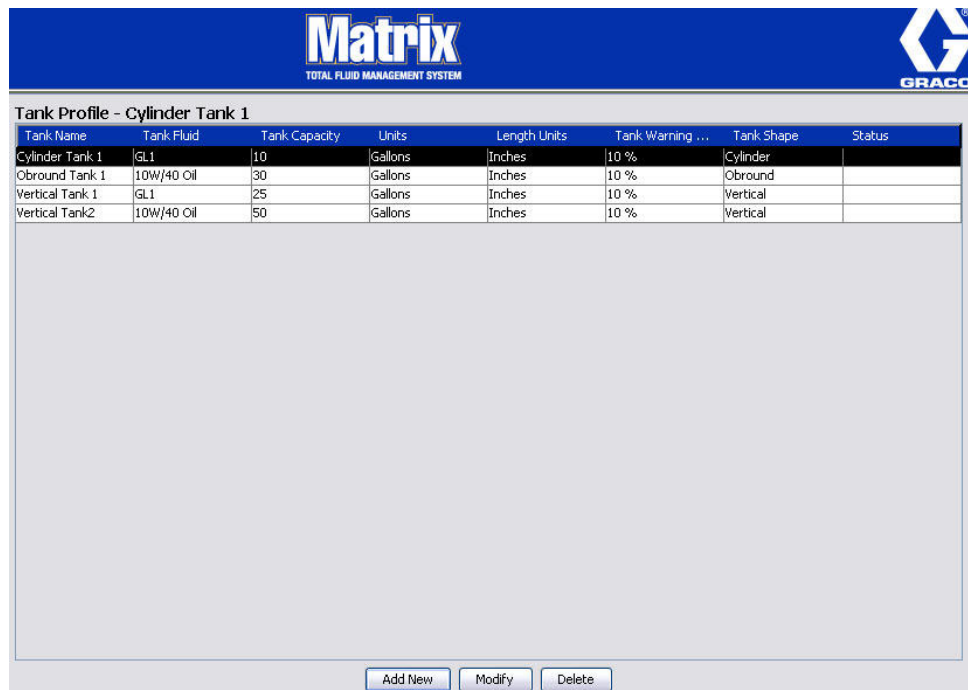 Matrix
TOTAL FLUID MANAGEMENT SYSTEM
®
GRACO
Tank Profile - Cylinder Tank 1
Tank Name Tank Fluid Tank Capacity Units Length Units Tank Warning ... Tank Shape Status
Cylinder Tank 1 GL1 10 Gallons Inches 10 % Cylinder
Obround Tank 1 10W/40 Oil 30 Gallons Inches 10 % Obround
Vertical Tank 1 GL1 25 Gallons Inches 10 % Vertical
Vertical Tank2 10W/40 Oil 50 Gallons Inches 10 % Vertical
Add New Modify Delete